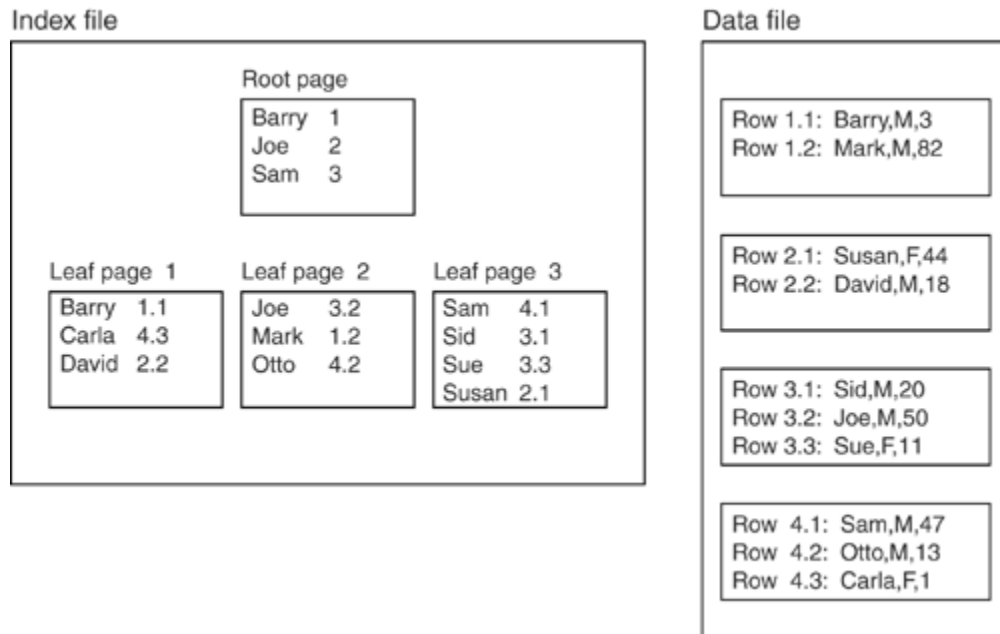 Index file
Root page
Barry 1
Joe 2
Sam 3
Leaf page 1
Barry 1.1
Carla 4.3
David 2.2
Leaf page 2
Joe 3.2
Mark 1.2
Otto 4.2
Leaf page 3
Sam 4.1
Sid 3.1
Sue 3.3
Susan 2.1
Data file
Row 1.1: Barry,M,3
Row 1.2: Mark,M,82
Row 2.1: Susan,F,44
Row 2.2: David,M,18
Row 3.1: Sid,M,20
Row 3.2: Joe,M,50
Row 3.3: Sue,F,11
Row 4.1: Sam,M,47
Row 4.2: Otto,M,13
Row 4.3: Carla,F,1